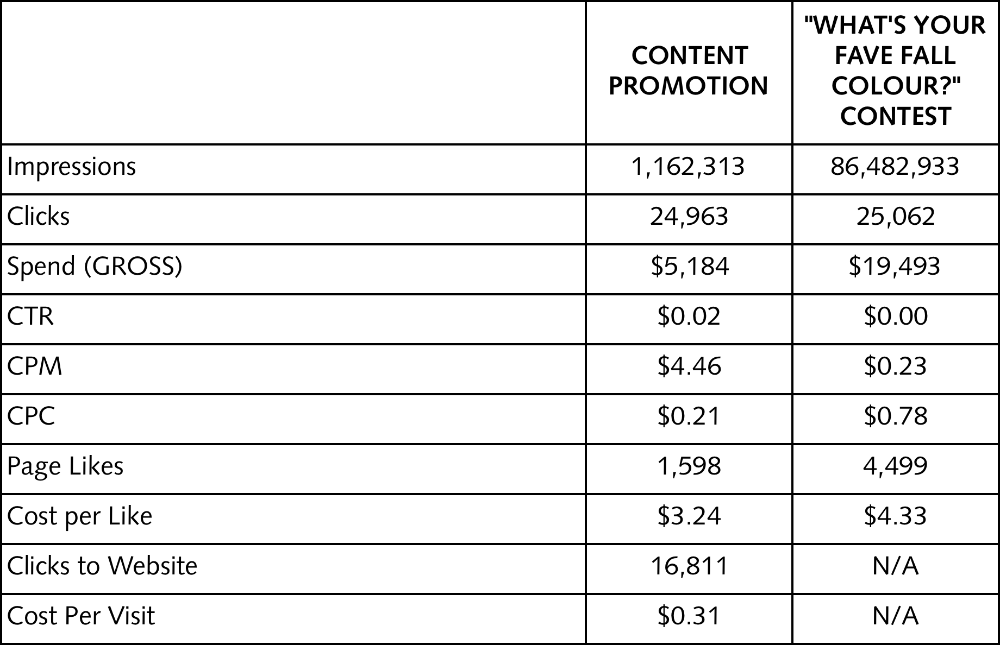 CONTENT
PROMOTION
"WHAT'S YOUR
FAVE FALL
COLOUR?"
CONTEST
Impressions 1,162,313 86,482,933
Clicks 24,963 25,062
Spend (GROSS) $5,184 $19,493
CTR $0.02 $0.00
CPM $4.46 $0.23
CPC $0.21 $0.78
Page Likes 1,598 4,499
Cost per Like $3.24 $4.33
Clicks to Website 16,811 N/A
Cost Per Visit $0.31 N/A